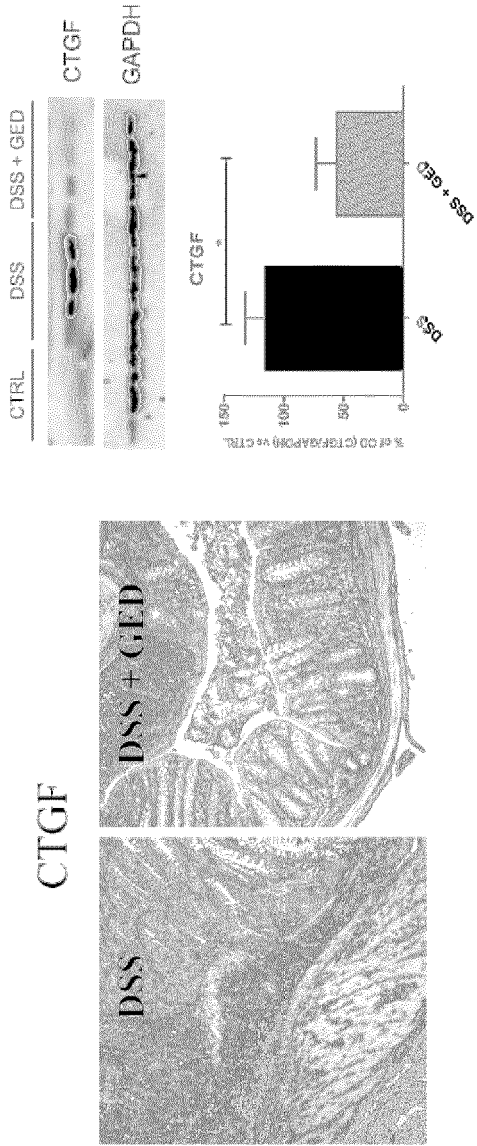 CTGF
DSS
DSS + GED
CTRL
DSS
DSS + GED
CTGF
GAPDH
CTGF
*
% of OD (CTGF/GAPDH) vs CTRL
150
100
50
0
DSS
DSS + GED